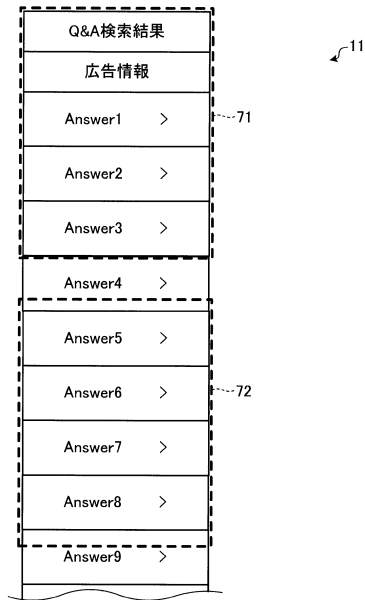 Q&A検索結果
広告情報
Answer1 >
Answer2 >
Answer3 >
Answer4 >
Answer5 >
Answer6 >
Answer7 >
Answer8 >
Answer9 >
11
71
72